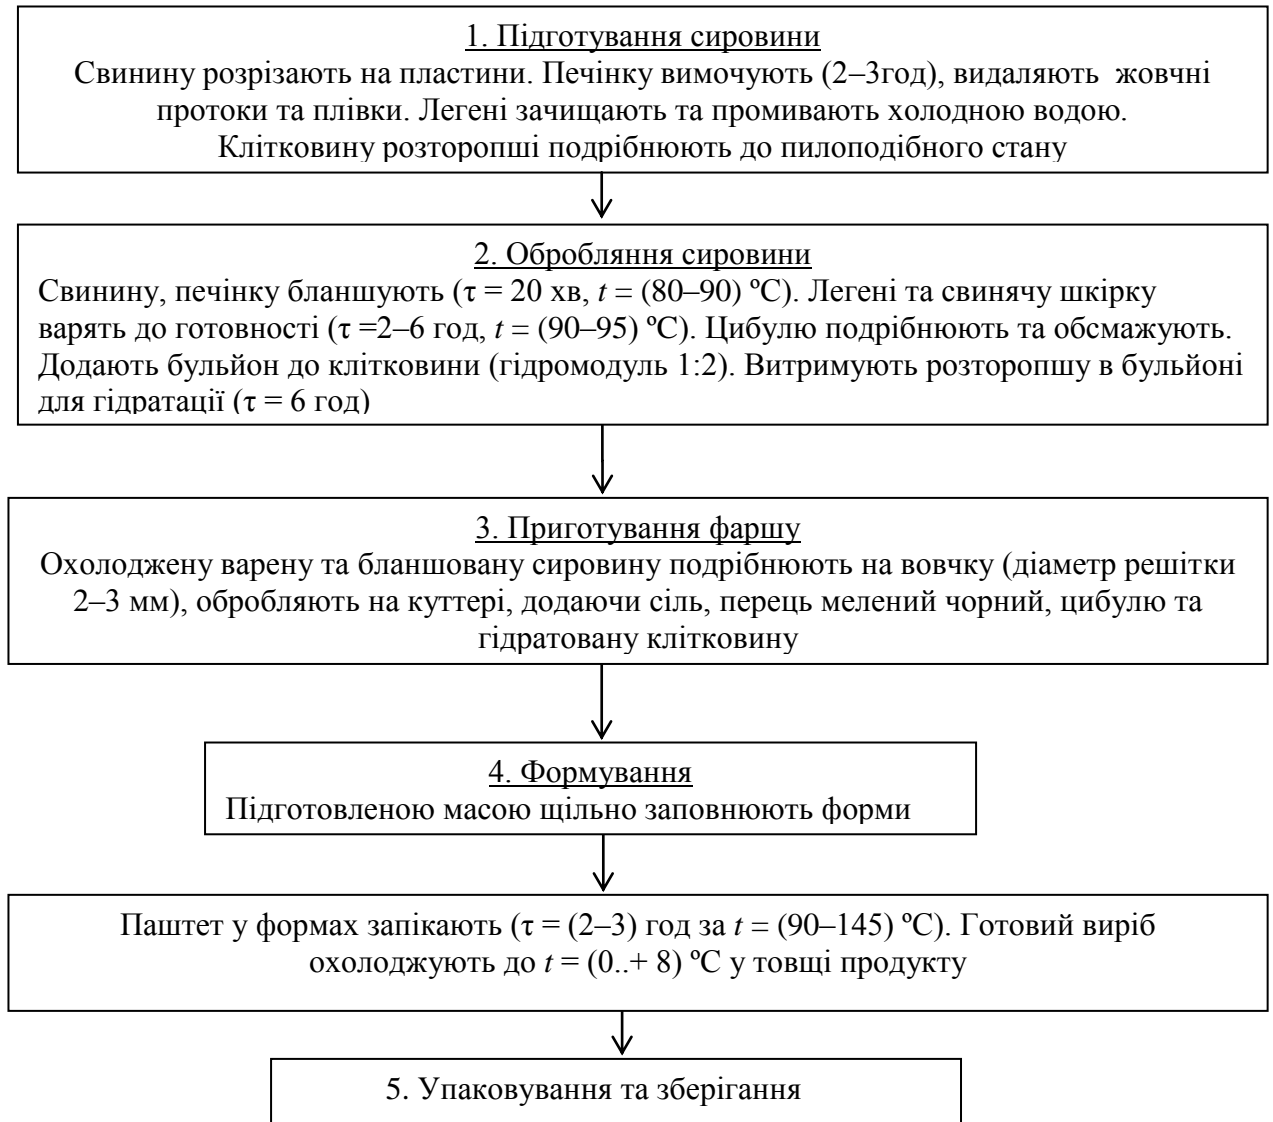 1. Підготування сировини
Свинину розрізають на пластини. Печінку вимочують (2–3год), видаляють жовчні
протоки та плівки. Легені зачищають та промивають холодною водою.
Клітковину розторопші подрібнюють до пилоподібного стану
2. Обробляння сировини
Свинину, печінку бланшують (τ = 20 хв, t = (80–90) ºС). Легені та свинячу шкірку
варять до готовності (τ =2–6 год, t = (90–95) ºС). Цибулю подрібнюють та обсмажують.
Додають бульйон до клітковини (гідромодуль 1:2). Витримують розторопшу в бульйоні
для гідратації (τ = 6 год)
3. Приготування фаршу
Охолоджену варену та бланшовану сировину подрібнюють на вовчку (діаметр решітки
2–3 мм), обробляють на куттері, додаючи сіль, перець мелений чорний, цибулю та
гідратовану клітковину
4. Формування
Підготовленою масою щільно заповнюють форми
Паштет у формах запікають (τ = (2–3) год за t = (90–145) ºС). Готовий виріб
охолоджують до t = (0..+ 8) ºС у товщі продукту
5. Упаковування та зберігання